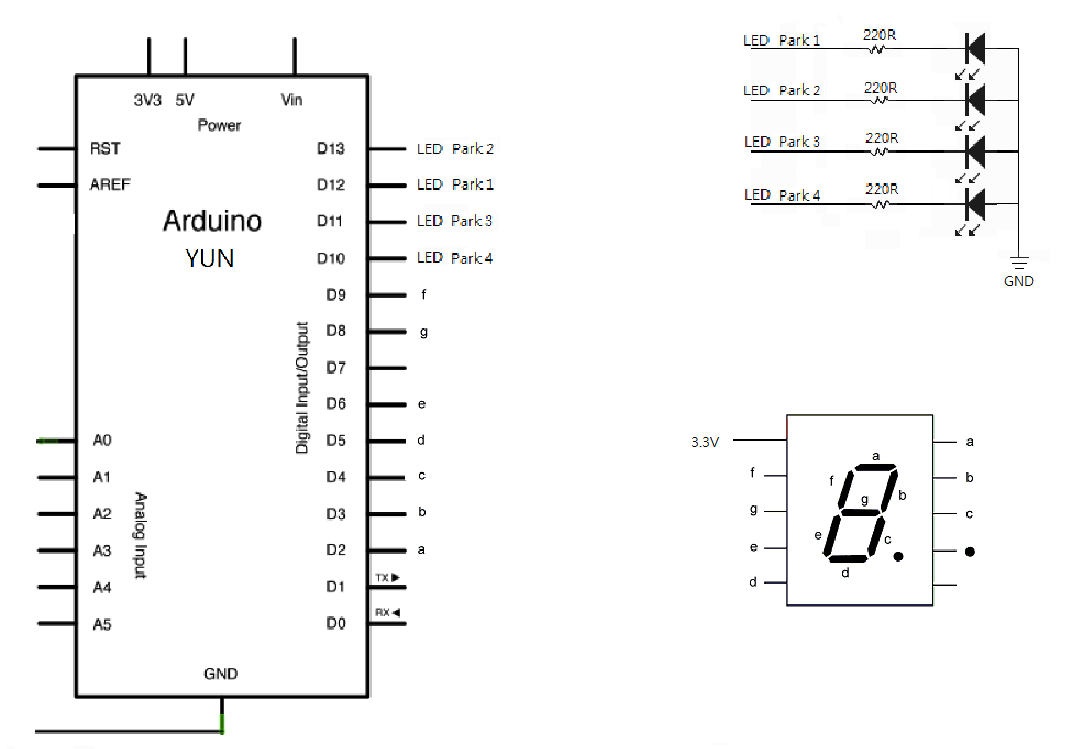 3V3 5V Vin
Power
RST D13 LED Park 2
AREF D12 LED Park 1
Arduino
YUN
D11 LED Park 3
D10 LED Park 4
D9 f
D8 g
D7
D6 e
A0 D5 d
A1 D4 c
A2 D3 b
A3 D2 a
A4 D1 TX
A5 D0 RX
Digital Input/Output
Analog Input
GND
LED Park 1 220R
LED Park 2 220R
LED Park 3 220R
LED Park 4 220R
GND
3.3V
f
g
e
d
a
f
b
g
e
c
d
a
b
c